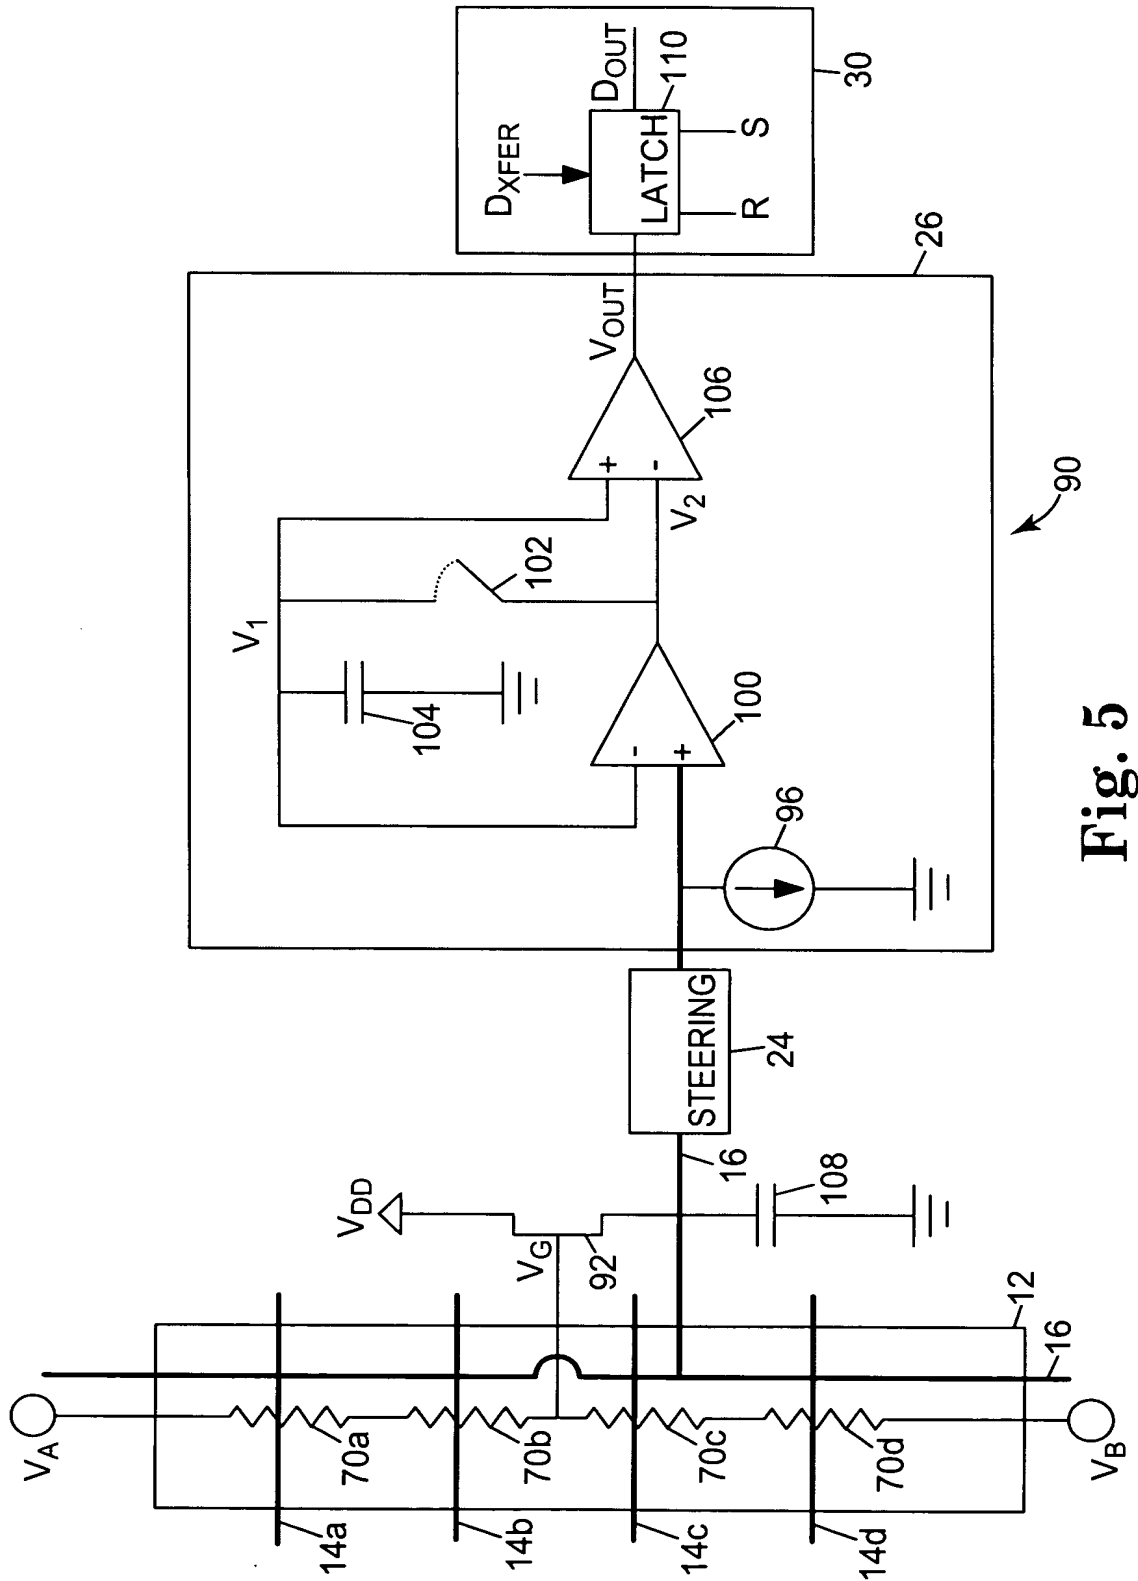 V_A
14a
70a
14b
70b
14c
70c
14d
70d
V_B
16
12
V_DD
V_G
92
108
16
STEERING
24
96
V_1
104
100
-
+
102
V_2
+
-
106
V_OUT
26
90
D_XFER
LATCH
D_OUT
110
R
S
30
Fig. 5